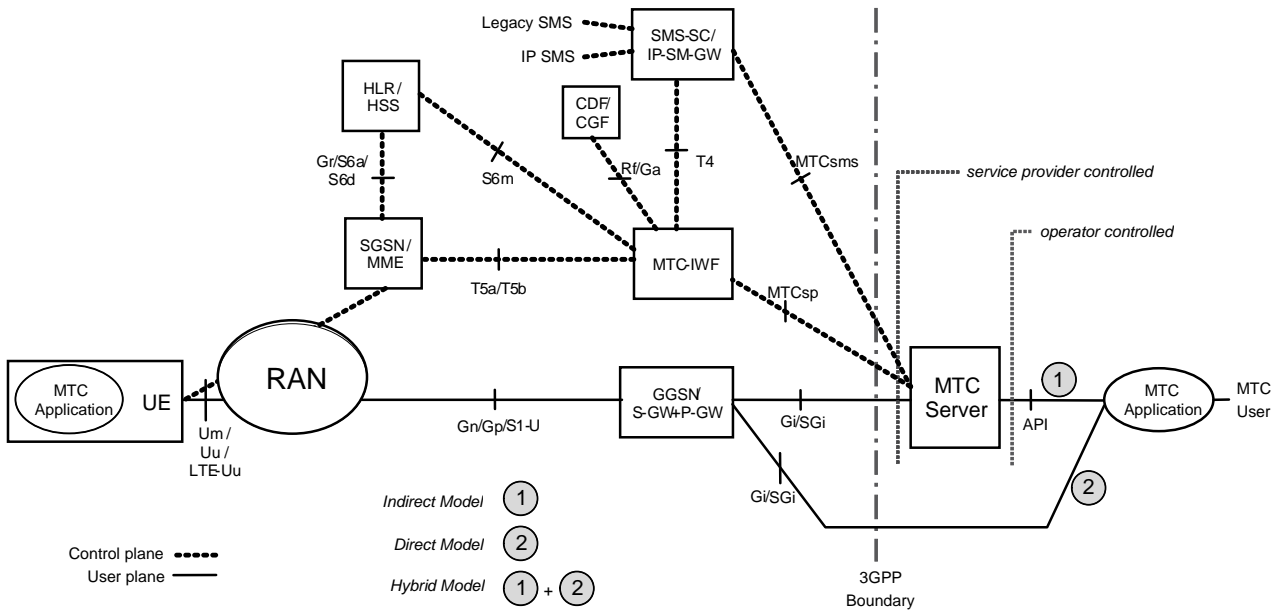 Legacy SMS
IP SMS
SMS-SC/
IP-SM-GW
HLR/
HSS
CDF/
CGF
Gr/S6a/
S6d
S6m
Rf/Ga
T4
MTCsms
service provider controlled
operator controlled
SGSN/
MME
MTC-IWF
T5a/T5b
MTCsp
MTC
Application
UE
RAN
GGSN/
S-GW+P-GW
MTC
Server
1
MTC
Application
MTC
User
Um /
Uu /
LTE-Uu
Gn/Gp/S1-U
Gi/SGi
API
Gi/SGi
2
Indirect Model 1
Direct Model 2
Hybrid Model 1 + 2
Control plane
User plane
3GPP
Boundary